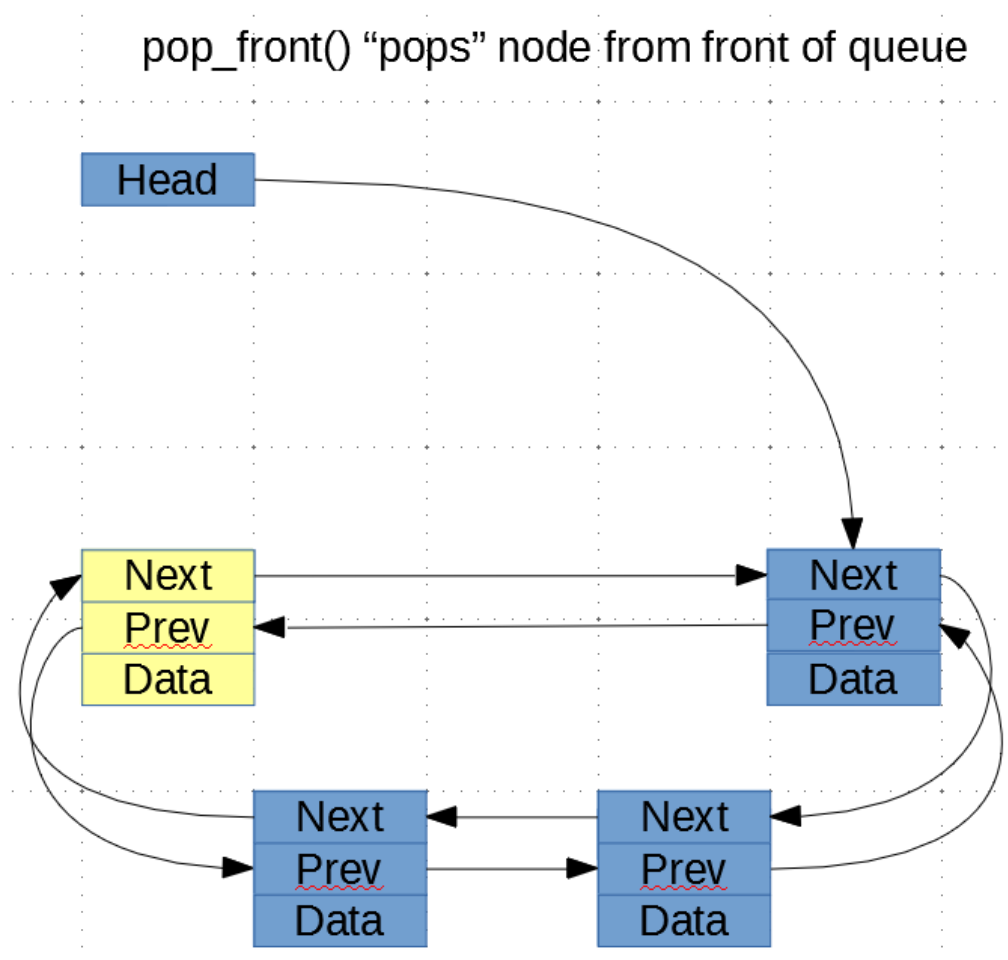 pop_front() “pops” node from front of queue
Head
Next
Prev
Data
Next
Prev
Data
Next
Prev
Data
Next
Prev
Data